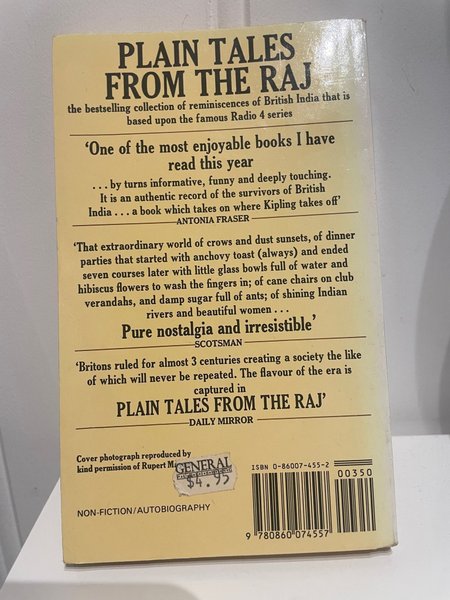 PLAIN TALES
FROM THE RAJ
the bestselling collection of reminiscences of British India that is
based upon the famous Radio 4 series
‘One of the most enjoyable books I have
read this year
. . . by turns informative, funny and deeply touching.
It is an authentic record of the survivors of British
India . . . a book which takes on where Kipling takes off’
ANTONIA FRASER
‘That extraordinary world of crows and dust sunsets, of dinner
parties that started with anchovy toast (always) and ended
seven courses later with little glass bowls full of water and
hibiscus flowers to wash the fingers in; of cane chairs on club
verandahs, and damp sugar full of ants; of shining Indian
rivers and beautiful women . . .
Pure nostalgia and irresistible’
SCOTSMAN
‘Britons ruled for almost 3 centuries creating a society the like
of which will never be repeated. The flavour of the era is
captured in
PLAIN TALES FROM THE RAJ’
DAILY MIRROR
Cover photograph reproduced by
kind permission of Rupert
GENERAL
$4.95
ISBN 0-86007-455-2
00350
NON-FICTION/AUTOBIOGRAPHY
9 780860 074557